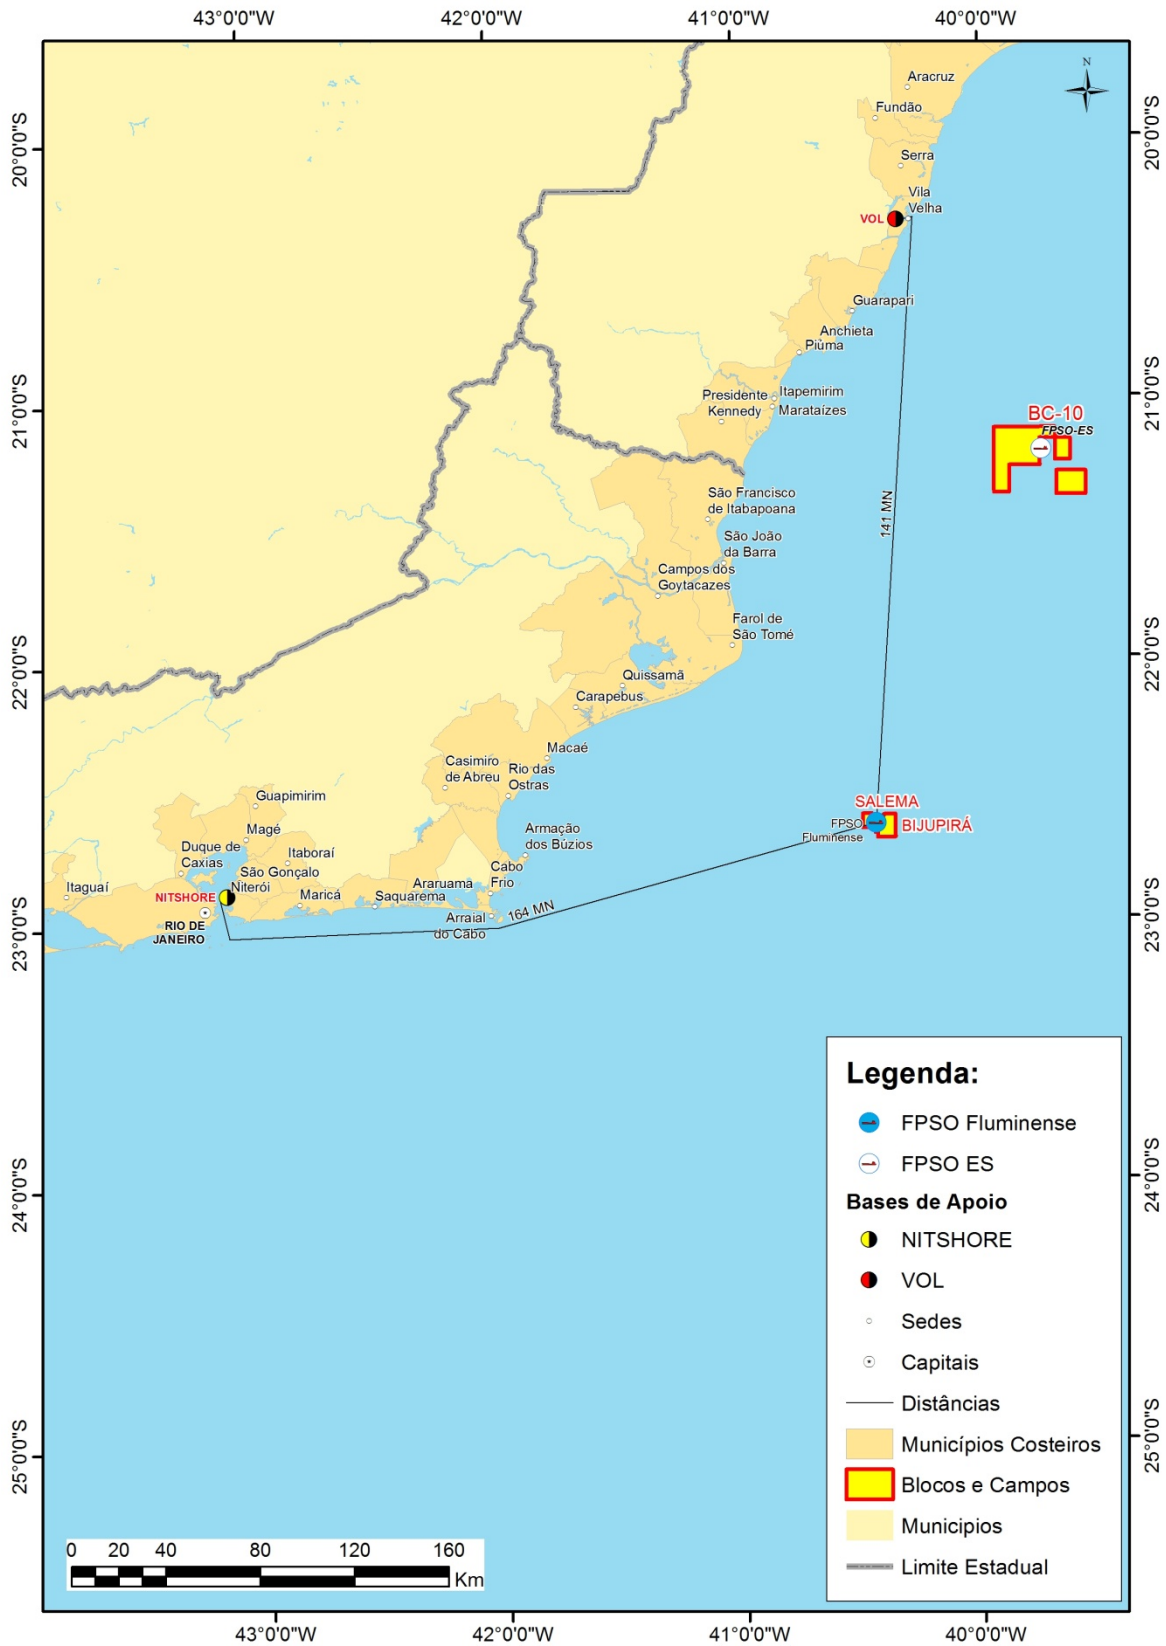 43°0'0"W
42°0'0"W
41°0'0"W
40°0'0"W
N
Aracruz
Fundão
20°0'0"S
20°0'0"S
Serra
Vila
Velha
VOL
Guarapari
Anchieta
Piúma
21°0'0"S
21°0'0"S
Itapemirim
Presidente
Kennedy
Marataízes
BC-10
FPSO-ES
São Francisco
de Itabapoana
141 MN
São João
da Barra
Campos dos
Goytacazes
Farol de
São Tomé
22°0'0"S
22°0'0"S
Quissamã
Carapebus
Macaé
Casimiro
de Abreu
Rio das
Ostras
Guapimirim
SALEMA
FPSO
Fluminense
BIJUPIRÁ
Magé
Armação
dos Búzios
Duque de
Caxias
Itaboraí
São Gonçalo
Cabo
Frio
Itaguaí
Niterói
Araruama
NITSHORE
Maricá
Saquarema
164 MN
RIO DE
JANEIRO
Arraial
do Cabo
23°0'0"S
23°0'0"S
24°0'0"S
24°0'0"S
25°0'0"S
25°0'0"S
Legenda:
FPSO Fluminense
FPSO ES
Bases de Apoio
NITSHORE
VOL
Sedes
Capitais
Distâncias
Municípios Costeiros
Blocos e Campos
Municipios
Limite Estadual
0 20 40 80 120 160
Km
43°0'0"W
42°0'0"W
41°0'0"W
40°0'0"W